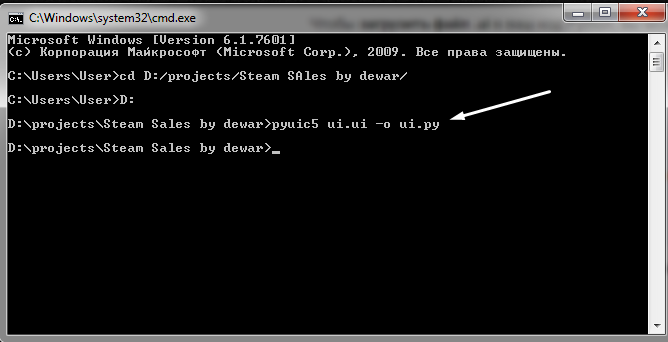 C:\Windows\system32\cmd.exe
Microsoft Windows [Version 6.1.7601]
(c) Корпорация Майкрософт (Microsoft Corp.), 2009. Все права защищены.
C:\Users\User>cd D:/projects/Steam SAles by dewar/
C:\Users\User>D:
D:\projects\Steam Sales by dewar>pyuic5 ui.ui -o ui.py
D:\projects\Steam Sales by dewar>_